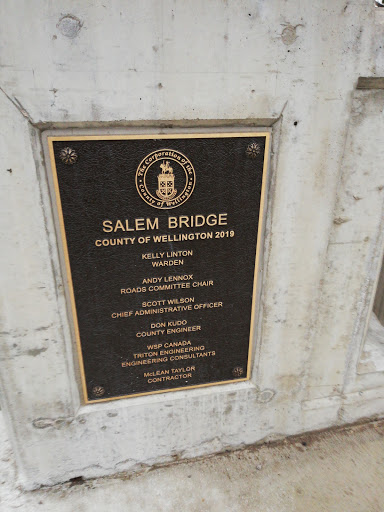 The Corporation of the
County of Wellington
SALEM BRIDGE
COUNTY OF WELLINGTON 2019
KELLY LINTON
WARDEN
ANDY LENNOX
ROADS COMMITTEE CHAIR
SCOTT WILSON
CHIEF ADMINISTRATIVE OFFICER
DON KUDO
COUNTY ENGINEER
WSP CANADA
TRITON ENGINEERING
ENGINEERING CONSULTANTS
McLEAN TAYLOR
CONTRACTOR